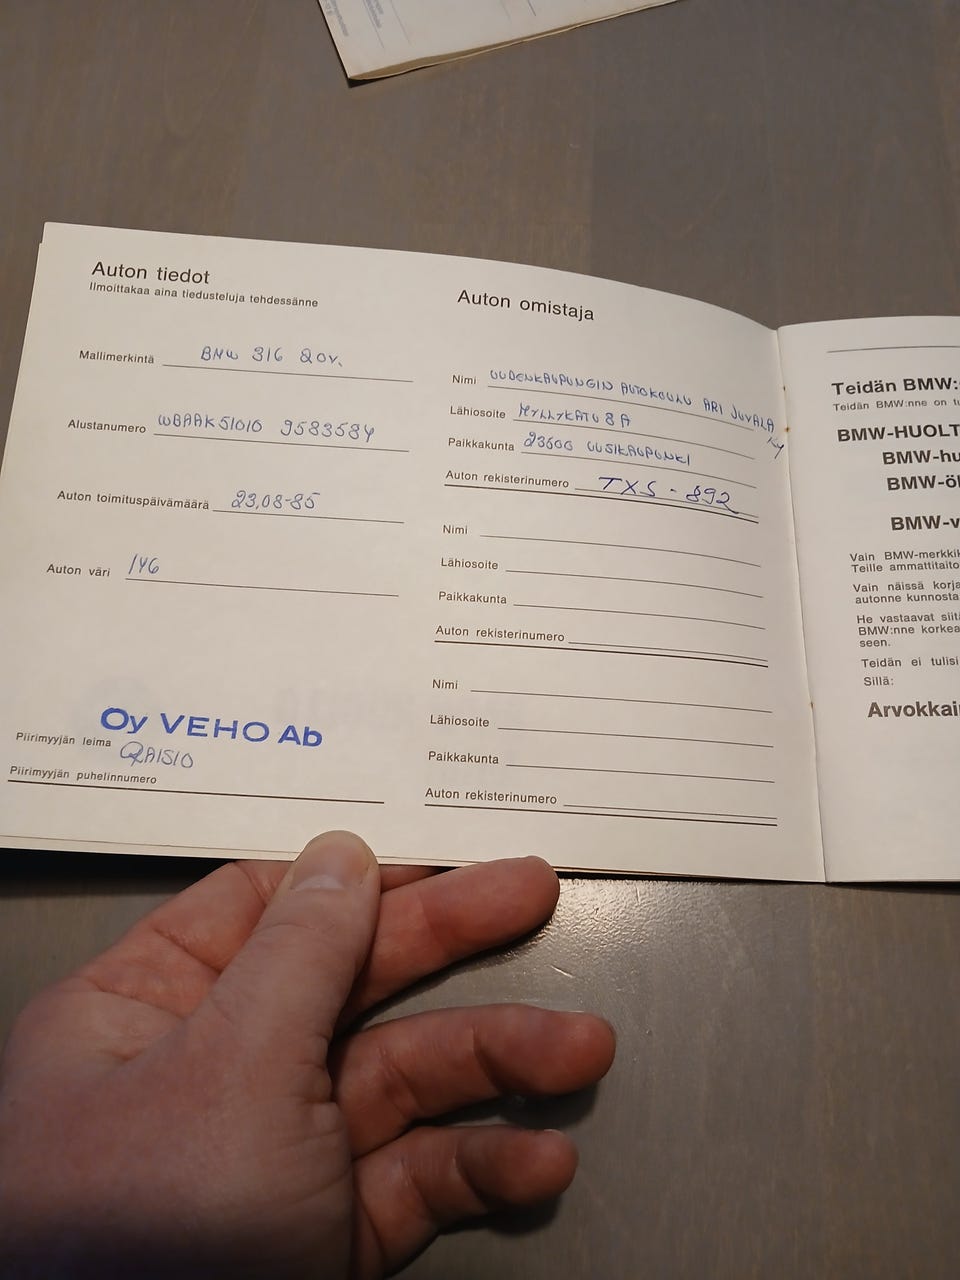 Auton tiedot
Ilmoittakaa aina tiedusteluja tehdessänne
Mallimerkintä BMW 316 2ov.
Alustanumero WBAAK51010 9583584
Auton toimituspäivämäärä 23,08-85
Auton väri 146
Oy VEHO Ab
Piirimyyjän leima
RAISIO
Piirimyyjän puhelinnumero
Auton omistaja
Nimi UUDENKAUPUNGIN AUTOKOULU ARI JUVALA
Ky
Lähiosoite MYLLYKATU 8 A
Paikkakunta 23600 UUSIKAUPUNKI
Auton rekisterinumero TXS-892
Nimi
Lähiosoite
Paikkakunta
Auton rekisterinumero
Nimi
Lähiosoite
Paikkakunta
Auton rekisterinumero
Teidän BMW:
Teidän BMW:nne on
BMW-HUOLT
BMW-hu
BMW-öl
BMW-v
Vain BMW-merkkik
Teille ammattitaito
Vain näissä korja
autonne kunnosta
He vastaavat siitä
BMW:nne korkea
seen.
Teidän ei tulisi
Sillä:
Arvokkain